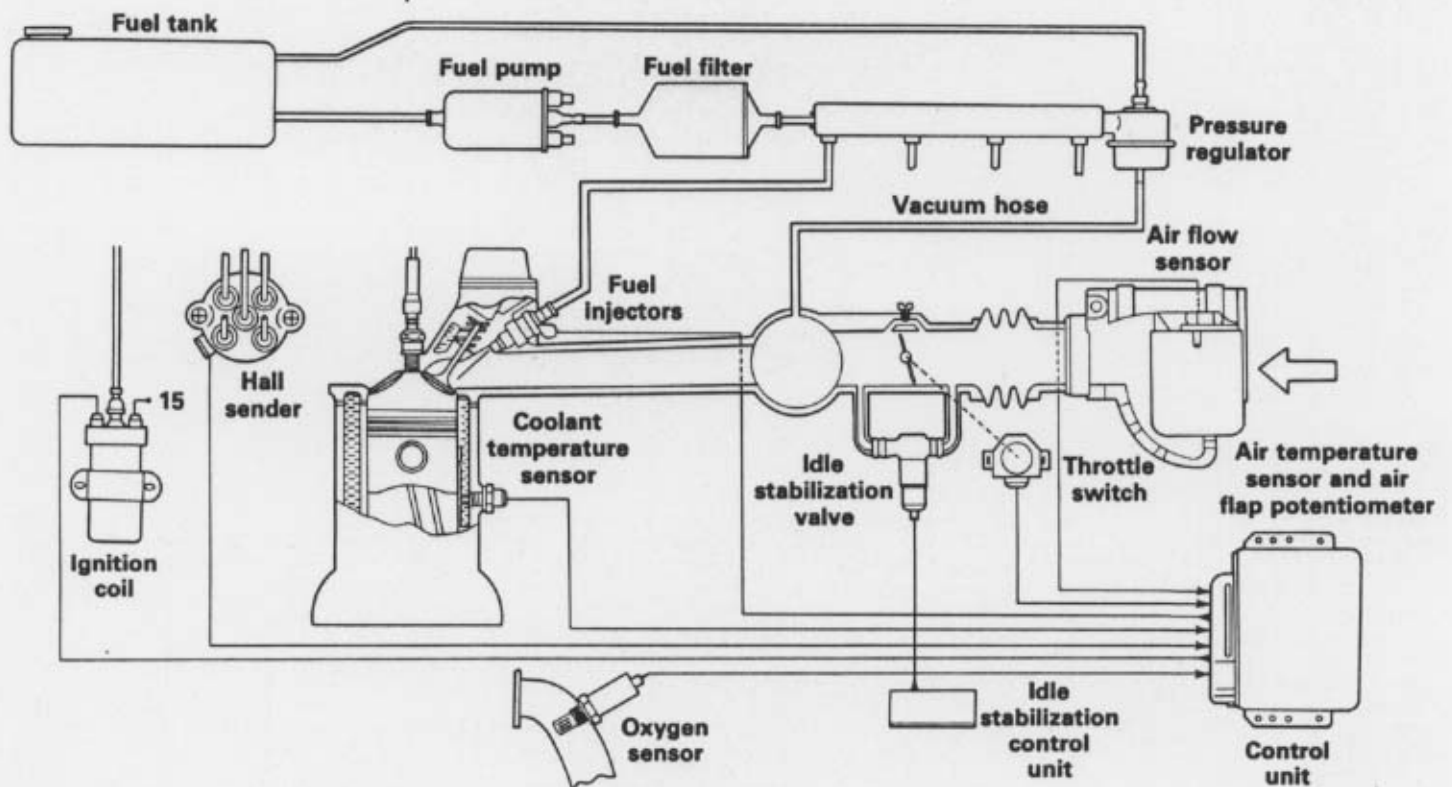 Fuel tank
Fuel pump
Fuel filter
Pressure
regulator
Vacuum hose
Air flow
sensor
Fuel
injectors
Hall
sender
15
Coolant
temperature
sensor
Idle
stabilization
valve
Throttle
switch
Air temperature
sensor and air
flap potentiometer
Ignition
coil
Oxygen
sensor
Idle
stabilization
control
unit
Control
unit